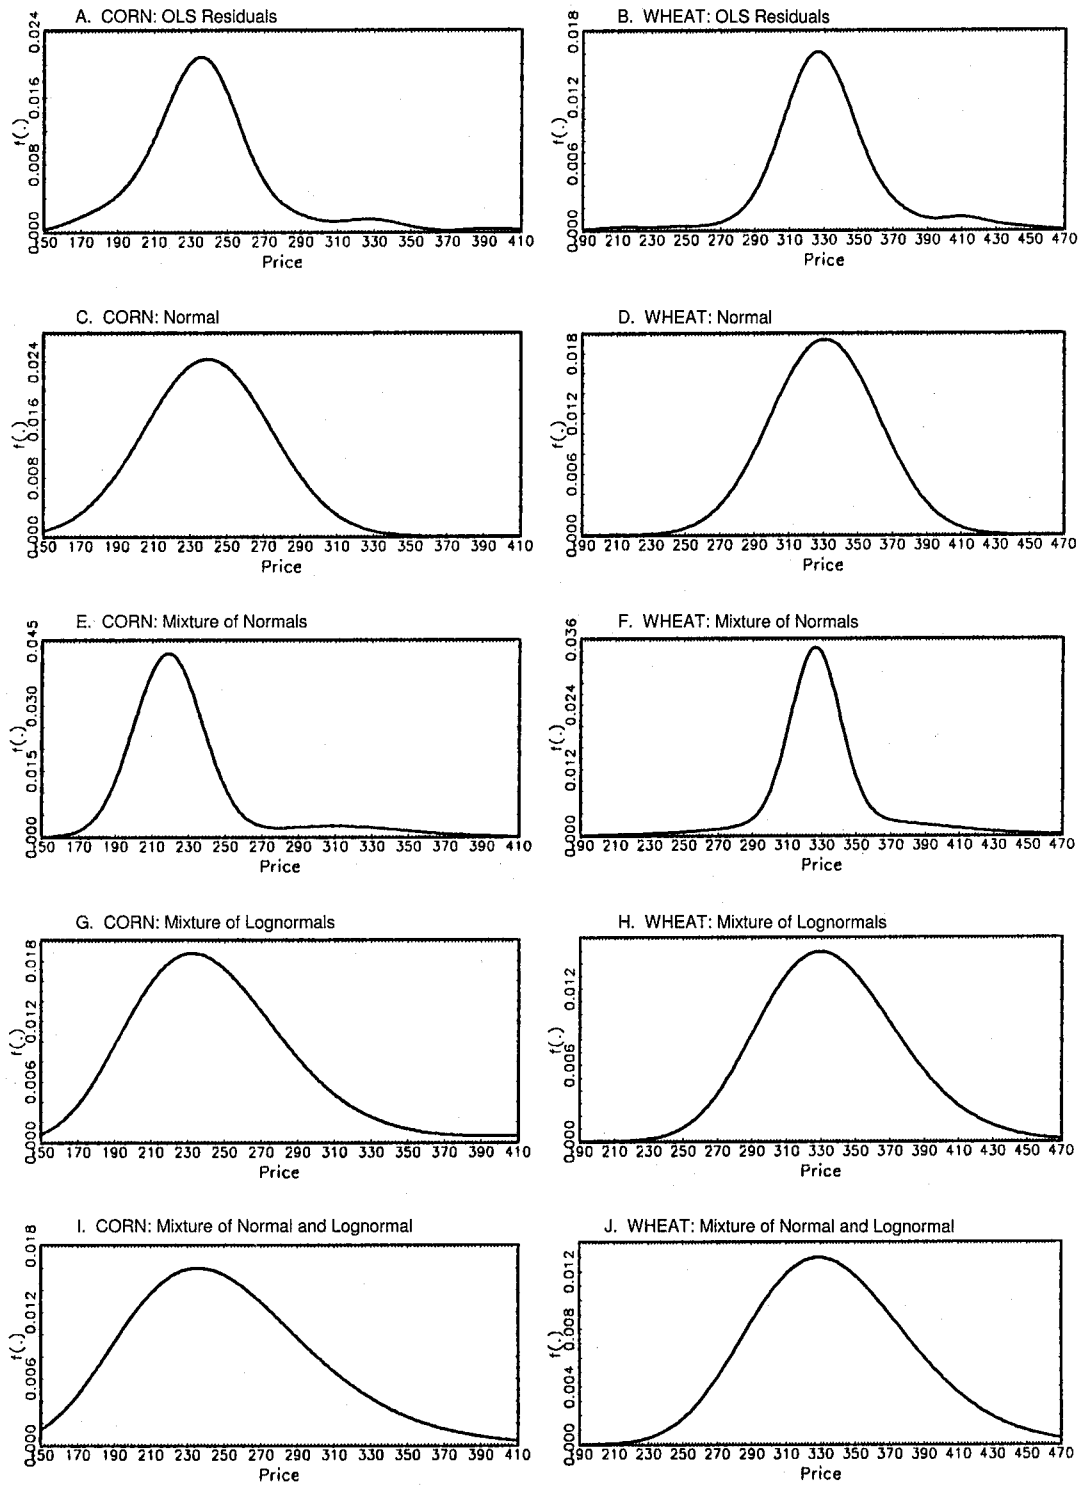 A. CORN: OLS Residuals
f(.)
0.000 0.008 0.016 0.024
150 170 190 210 230 250 270 290 310 330 350 370 390 410
Price
B. WHEAT: OLS Residuals
f(.)
0.000 0.006 0.012 0.018
190 210 230 250 270 290 310 330 350 370 390 410 430 450 470
Price
C. CORN: Normal
f(.)
0.000 0.008 0.016 0.024
150 170 190 210 230 250 270 290 310 330 350 370 390 410
Price
D. WHEAT: Normal
f(.)
0.000 0.006 0.012 0.018
190 210 230 250 270 290 310 330 350 370 390 410 430 450 470
Price
E. CORN: Mixture of Normals
f(.)
0.000 0.015 0.030 0.045
150 170 190 210 230 250 270 290 310 330 350 370 390 410
Price
F. WHEAT: Mixture of Normals
f(.)
0.000 0.012 0.024 0.036
190 210 230 250 270 290 310 330 350 370 390 410 430 450 470
Price
G. CORN: Mixture of Lognormals
f(.)
0.000 0.006 0.012 0.018
150 170 190 210 230 250 270 290 310 330 350 370 390 410
Price
H. WHEAT: Mixture of Lognormals
f(.)
0.000 0.006 0.012
190 210 230 250 270 290 310 330 350 370 390 410 430 450 470
Price
I. CORN: Mixture of Normal and Lognormal
f(.)
0.000 0.006 0.012 0.018
150 170 190 210 230 250 270 290 310 330 350 370 390 410
Price
J. WHEAT: Mixture of Normal and Lognormal
f(.)
0.000 0.004 0.008 0.012
190 210 230 250 270 290 310 330 350 370 390 410 430 450 470
Price